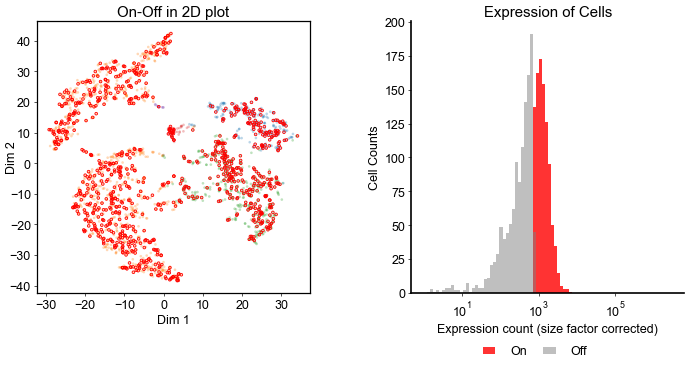 On-Off in 2D plot
Dim 2
40
30
20
10
0
−10
−20
−30
−40
−30 −20 −10 0 10 20 30
Dim 1
Expression of Cells
Cell Counts
200
175
150
125
100
75
50
25
0
10^1 10^3 10^5
Expression count (size factor corrected)
On Off